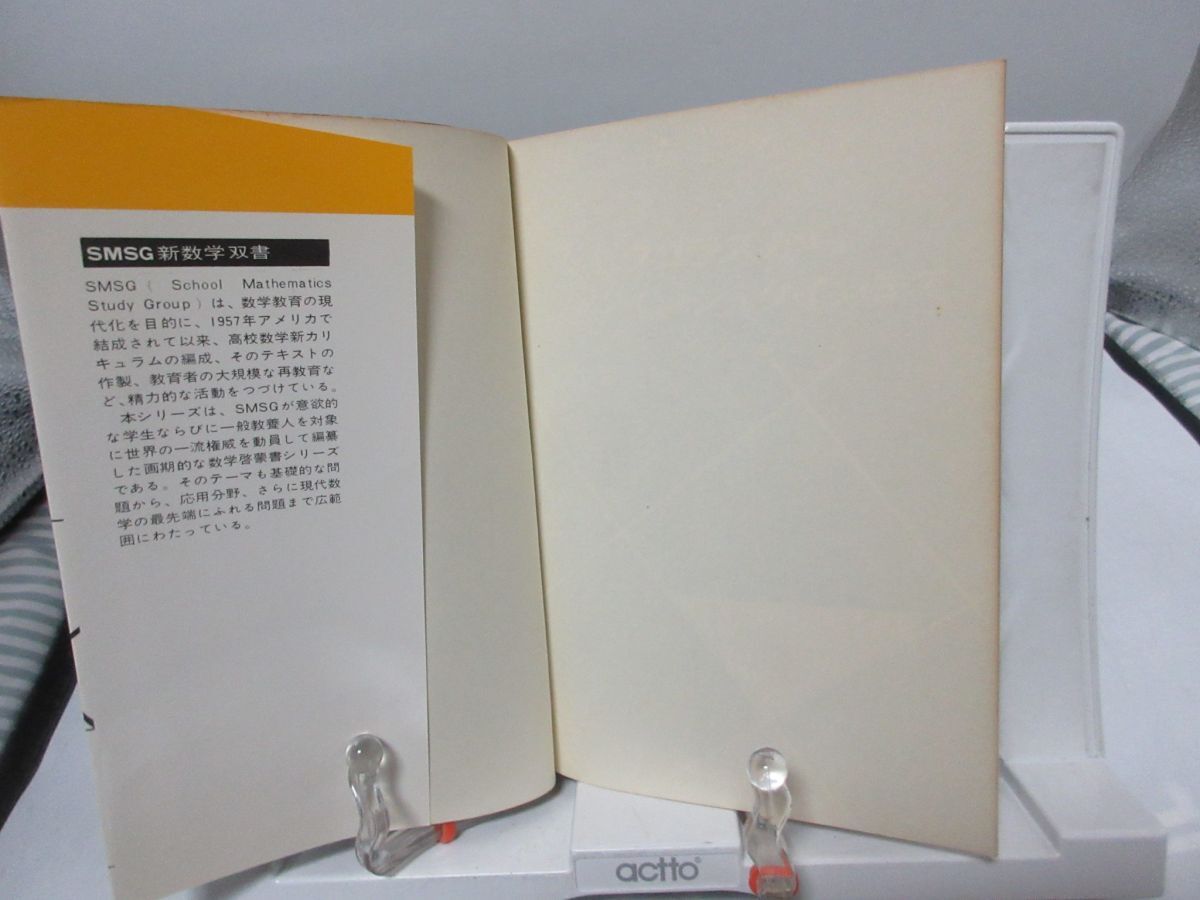 SMSG新数学双書
SMSG( School Mathematics
Study Group)は、数学教育の現
代化を目的に、1957年アメリカで
結成されて以来、高校数学新カリ
キュラムの編成、そのテキストの
作製、教育者の大規模な再教育な
ど、精力的な活動をつづけている。
本シリーズは、SMSGが意欲的
な学生ならびに一般教養人を対象
に世界の一流権威を動員して編纂
した画期的な数学啓蒙書シリーズ
である。そのテーマも基礎的な問
題から、応用分野、さらに現代数
学の最先端にふれる問題まで広範
囲にわたっている。
actto